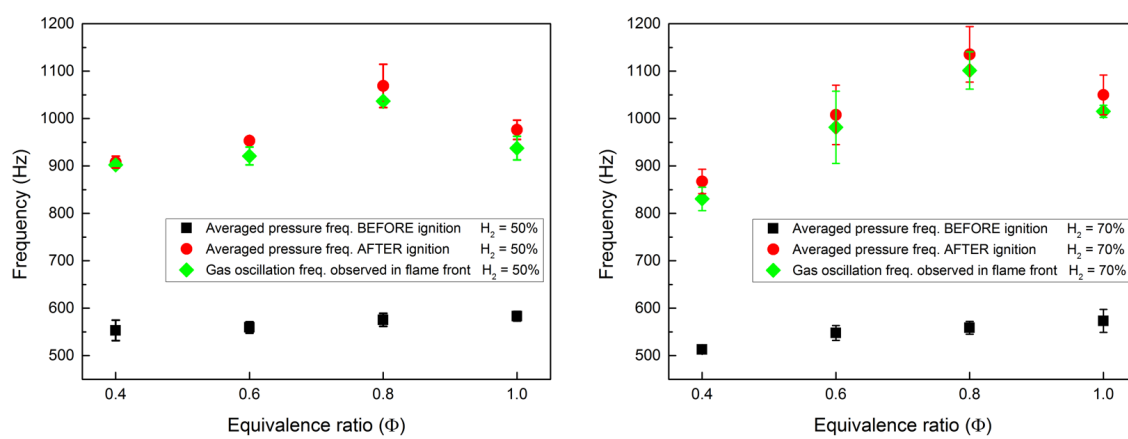 1200
1100
1000
900
800
700
600
500
Frequency (Hz)
Averaged pressure freq. BEFORE ignition H₂ = 50%
Averaged pressure freq. AFTER ignition H₂ = 50%
Gas oscillation freq. observed in flame front H₂ = 50%
0.4 0.6 0.8 1.0
Equivalence ratio (Φ)
1200
1100
1000
900
800
700
600
500
Frequency (Hz)
Averaged pressure freq. BEFORE ignition H₂ = 70%
Averaged pressure freq. AFTER ignition H₂ = 70%
Gas oscillation freq. observed in flame front H₂ = 70%
0.4 0.6 0.8 1.0
Equivalence ratio (Φ)